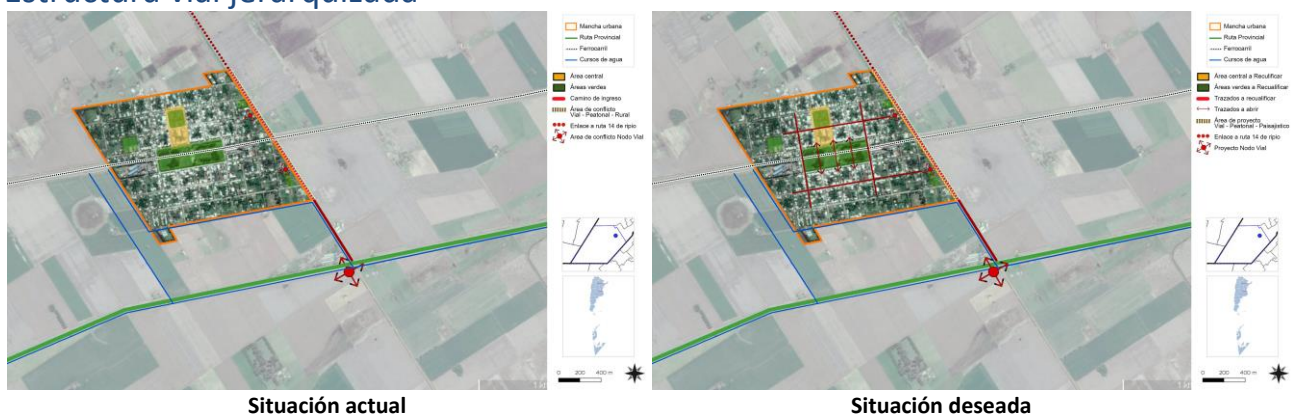 Estructura vial jerarquizada
Mancha urbana
Ruta Provincial
Ferrocarril
Cursos de agua
Área central
Áreas verdes
Camino de ingreso
Área de conflicto
Vial - Peatonal - Rural
Enlace a ruta 14 de ripio
Area de conflicto Nodo Vial
0 200 400 m
Situación actual
Mancha urbana
Ruta Provincial
Ferrocarril
Cursos de agua
Área central a Recalificar
Áreas verdes a Recualificar
Trazados a recualificar
Trazados a abrir
Área de proyecto
Vial - Peatonal - Paisajístico
Enlace a ruta 14 de ripio
Proyecto Nodo Vial
0 200 400 m
Situación deseada